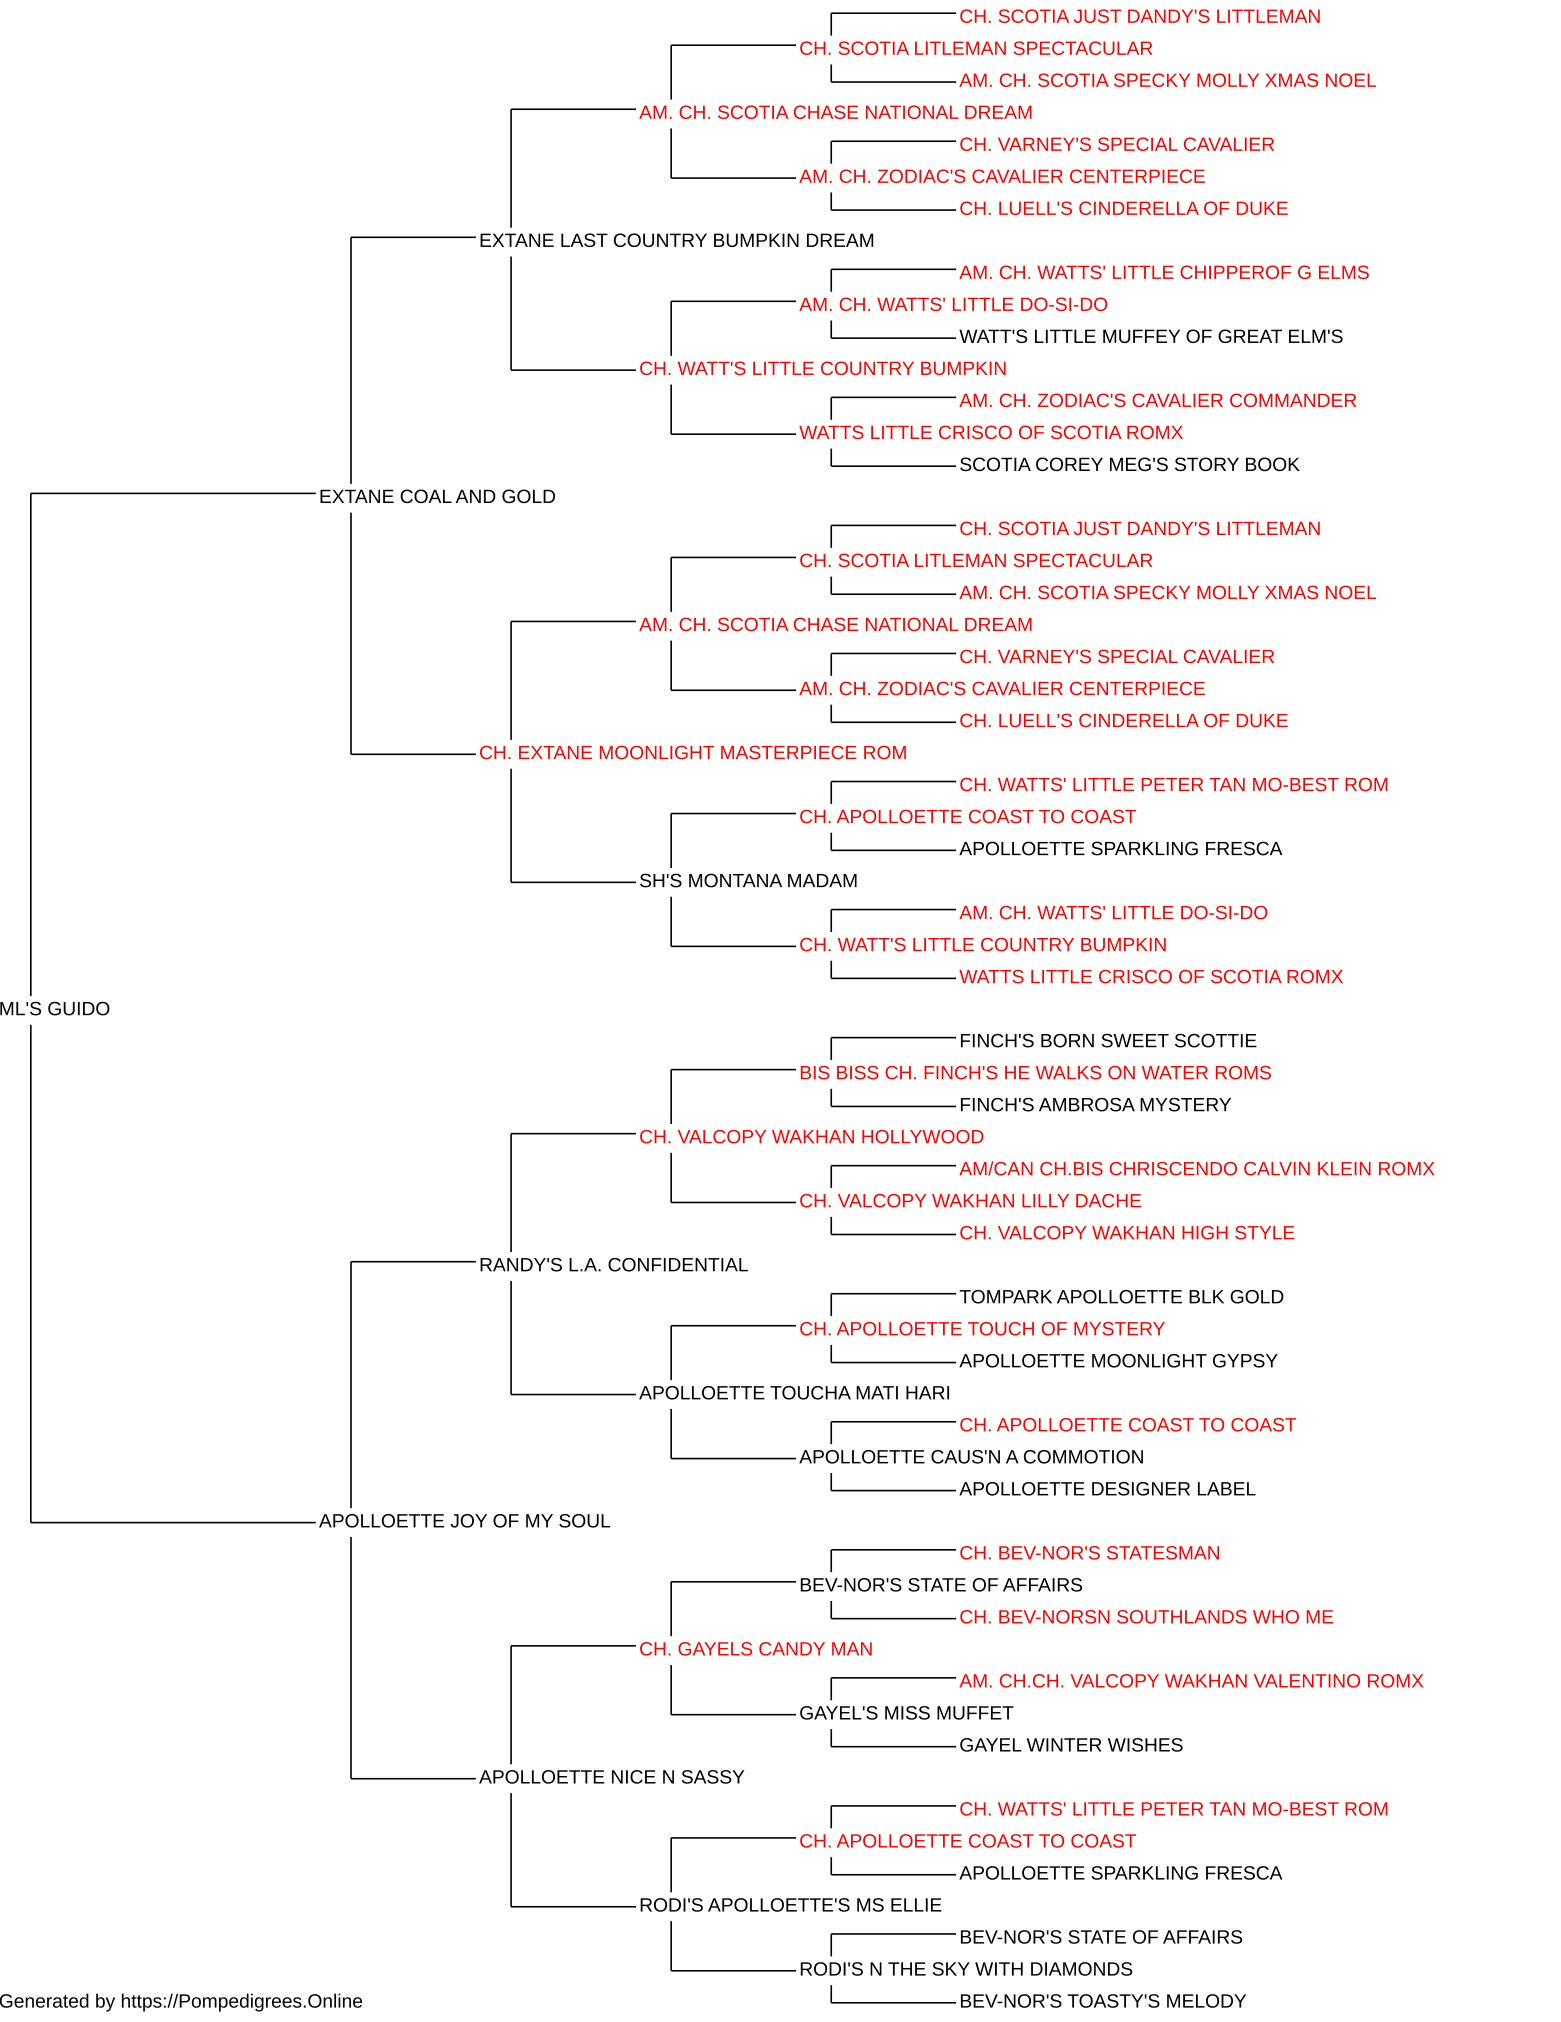 CH. SCOTIA JUST DANDY'S LITTLEMAN
CH. SCOTIA LITLEMAN SPECTACULAR
AM. CH. SCOTIA SPECKY MOLLY XMAS NOEL
AM. CH. SCOTIA CHASE NATIONAL DREAM
CH. VARNEY'S SPECIAL CAVALIER
AM. CH. ZODIAC'S CAVALIER CENTERPIECE
CH. LUELL'S CINDERELLA OF DUKE
EXTANE LAST COUNTRY BUMPKIN DREAM
AM. CH. WATTS' LITTLE CHIPPEROF G ELMS
AM. CH. WATTS' LITTLE DO-SI-DO
WATT'S LITTLE MUFFEY OF GREAT ELM'S
CH. WATT'S LITTLE COUNTRY BUMPKIN
AM. CH. ZODIAC'S CAVALIER COMMANDER
WATTS LITTLE CRISCO OF SCOTIA ROMX
SCOTIA COREY MEG'S STORY BOOK
EXTANE COAL AND GOLD
CH. SCOTIA JUST DANDY'S LITTLEMAN
CH. SCOTIA LITLEMAN SPECTACULAR
AM. CH. SCOTIA SPECKY MOLLY XMAS NOEL
AM. CH. SCOTIA CHASE NATIONAL DREAM
CH. VARNEY'S SPECIAL CAVALIER
AM. CH. ZODIAC'S CAVALIER CENTERPIECE
CH. LUELL'S CINDERELLA OF DUKE
CH. EXTANE MOONLIGHT MASTERPIECE ROM
CH. WATTS' LITTLE PETER TAN MO-BEST ROM
CH. APOLLOETTE COAST TO COAST
APOLLOETTE SPARKLING FRESCA
SH'S MONTANA MADAM
AM. CH. WATTS' LITTLE DO-SI-DO
CH. WATT'S LITTLE COUNTRY BUMPKIN
WATTS LITTLE CRISCO OF SCOTIA ROMX
ML'S GUIDO
FINCH'S BORN SWEET SCOTTIE
BIS BISS CH. FINCH'S HE WALKS ON WATER ROMS
FINCH'S AMBROSA MYSTERY
CH. VALCOPY WAKHAN HOLLYWOOD
AM/CAN CH.BIS CHRISCENDO CALVIN KLEIN ROMX
CH. VALCOPY WAKHAN LILLY DACHE
CH. VALCOPY WAKHAN HIGH STYLE
RANDY'S L.A. CONFIDENTIAL
TOMPARK APOLLOETTE BLK GOLD
CH. APOLLOETTE TOUCH OF MYSTERY
APOLLOETTE MOONLIGHT GYPSY
APOLLOETTE TOUCHA MATI HARI
CH. APOLLOETTE COAST TO COAST
APOLLOETTE CAUS'N A COMMOTION
APOLLOETTE DESIGNER LABEL
APOLLOETTE JOY OF MY SOUL
CH. BEV-NOR'S STATESMAN
BEV-NOR'S STATE OF AFFAIRS
CH. BEV-NORSN SOUTHLANDS WHO ME
CH. GAYELS CANDY MAN
AM. CH.CH. VALCOPY WAKHAN VALENTINO ROMX
GAYEL'S MISS MUFFET
GAYEL WINTER WISHES
APOLLOETTE NICE N SASSY
CH. WATTS' LITTLE PETER TAN MO-BEST ROM
CH. APOLLOETTE COAST TO COAST
APOLLOETTE SPARKLING FRESCA
RODI'S APOLLOETTE'S MS ELLIE
BEV-NOR'S STATE OF AFFAIRS
RODI'S N THE SKY WITH DIAMONDS
BEV-NOR'S TOASTY'S MELODY
Generated by https://Pompedigrees.Online